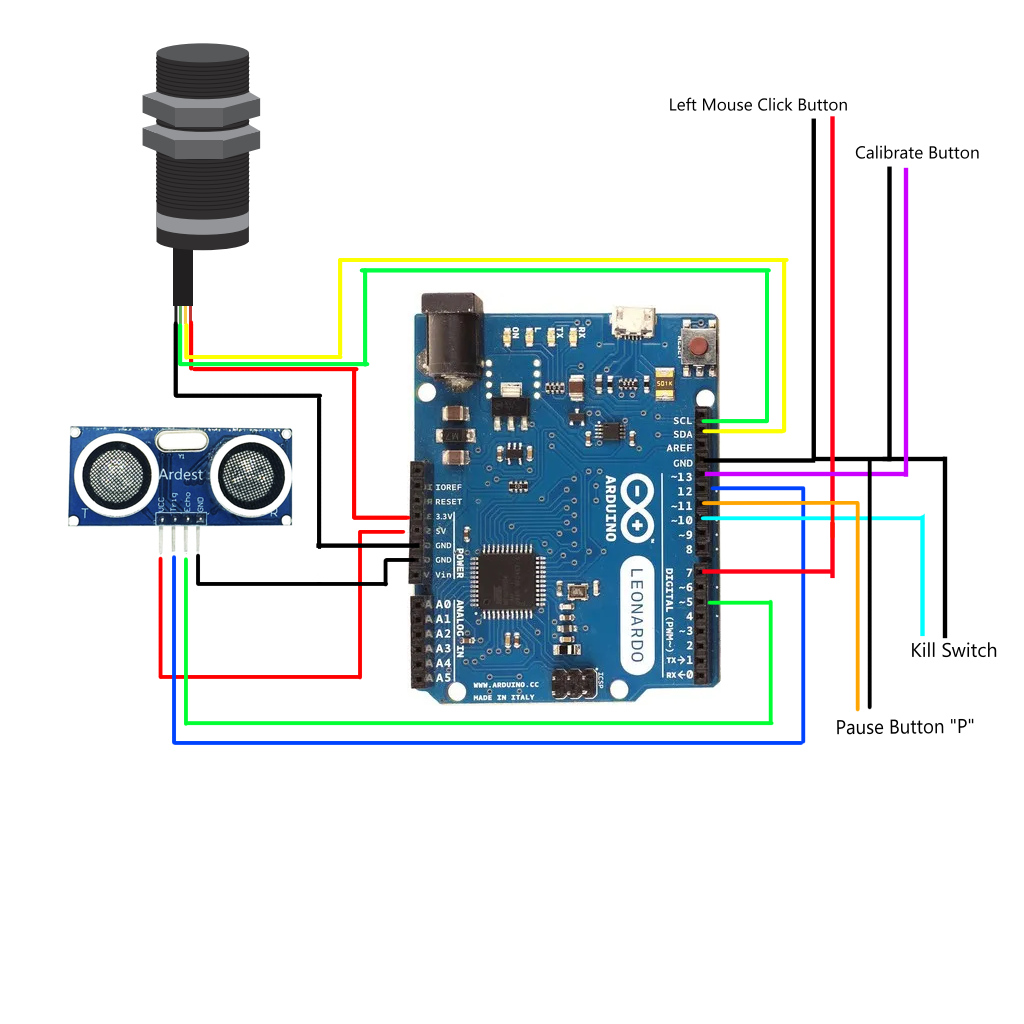 Left Mouse Click Button
Calibrate Button
ON
L
TX
RX
RESET
501K
SCL
SDA
AREF
GND
~13
12
~11
~10
~9
8
7
~6
~5
4
~3
2
TX→1
RX←0
DIGITAL (PWM~)
ARDUINO
LEONARDO
IOREF
RESET
3.3V
5V
GND
GND
Vin
POWER
A0
A1
A2
A3
A4
A5
ANALOG IN
WWW.ARDUINO.CC
MADE IN ITALY
ICSP
Y1
Ardest
VCC
Trig
Echo
GND
T
R
Kill Switch
Pause Button "P"